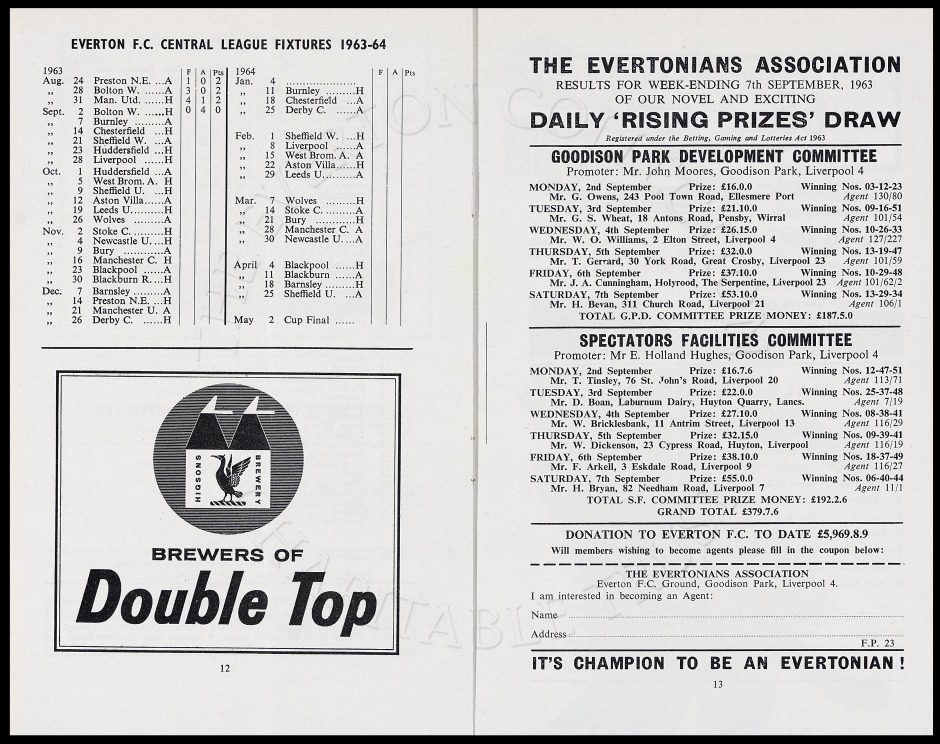 EVERTON F.C. CENTRAL LEAGUE FIXTURES 1963-64
1963 F A Pts
Aug. 24 Preston N.E. ...A 1 0 2
„ 28 Bolton W. ......A 3 0 2
„ 31 Man. Utd. ......H 4 1 2
Sept. 2 Bolton W. ......H 0 4 0
„ 7 Burnley .........A
„ 14 Chesterfield ...H
„ 21 Sheffield W. ...A
„ 23 Huddersfield ...H
„ 28 Liverpool ......H
Oct. 1 Huddersfield ...A
„ 5 West Brom. A. H
„ 9 Sheffield U. ...H
„ 12 Aston Villa......A
„ 19 Leeds U..........H
„ 26 Wolves .........A
Nov. 2 Stoke C. .........H
„ 4 Newcastle U. ...H
„ 9 Bury ............A
„ 16 Manchester C. H
„ 23 Blackpool ......A
„ 30 Blackburn R....H
Dec. 7 Barnsley .........A
„ 14 Preston N.E. ...H
„ 21 Manchester U. A
„ 26 Derby C. ......H
1964 F A Pts
Jan. 4 .....................
„ 11 Burnley .........H
„ 18 Chesterfield ...A
„ 25 Derby C. ......A
Feb. 1 Sheffield W. ...H
„ 8 Liverpool ......A
„ 15 West Brom. A. A
„ 22 Aston Villa......H
„ 29 Leeds U. .........A
Mar. 7 Wolves .........H
„ 14 Stoke C. .........A
„ 21 Bury ............H
„ 28 Manchester C. A
„ 30 Newcastle U. ...A
April 4 Blackpool ......H
„ 11 Blackburn ......A
„ 18 Barnsley .........H
„ 25 Sheffield U. ...A
May 2 Cup Final ......
HIGSONS BREWERY
BREWERS OF
Double Top
12
THE EVERTONIANS ASSOCIATION
RESULTS FOR WEEK-ENDING 7th SEPTEMBER, 1963
OF OUR NOVEL AND EXCITING
DAILY 'RISING PRIZES' DRAW
Registered under the Betting, Gaming and Lotteries Act 1963
GOODISON PARK DEVELOPMENT COMMITTEE
Promoter: Mr. John Moores, Goodison Park, Liverpool 4
MONDAY, 2nd September Prize: £16.0.0 Winning Nos. 03-12-23
Mr. G. Owens, 243 Pool Town Road, Ellesmere Port Agent 130/80
TUESDAY, 3rd September Prize: £21.10.0 Winning Nos. 09-16-51
Mr. G. S. Wheat, 18 Antons Road, Pensby, Wirral Agent 101/54
WEDNESDAY, 4th September Prize: £26.15.0 Winning Nos. 10-26-33
Mr. W. O. Williams, 2 Elton Street, Liverpool 4 Agent 127/227
THURSDAY, 5th September Prize: £32.0.0 Winning Nos. 13-19-47
Mr. T. Gerrard, 30 York Road, Great Crosby, Liverpool 23 Agent 101/59
FRIDAY, 6th September Prize: £37.10.0 Winning Nos. 10-29-48
Mr. J. A. Cunningham, Holyrood, The Serpentine, Liverpool 23 Agent 101/62/2
SATURDAY, 7th September Prize: £53.10.0 Winning Nos. 13-29-34
Mr. H. Bevan, 311 Church Road, Liverpool 21 Agent 106/1
TOTAL G.P.D. COMMITTEE PRIZE MONEY: £187.5.0
SPECTATORS FACILITIES COMMITTEE
Promoter: Mr E. Holland Hughes, Goodison Park, Liverpool 4
MONDAY, 2nd September Prize: £16.7.6 Winning Nos. 12-47-51
Mr. T. Tinsley, 76 St. John's Road, Liverpool 20 Agent 113/71
TUESDAY, 3rd September Prize: £22.0.0 Winning Nos. 25-37-48
Mr. D. Boan, Laburnum Dairy, Huyton Quarry, Lancs. Agent 7/19
WEDNESDAY, 4th September Prize: £27.10.0 Winning Nos. 08-38-41
Mr. W. Bricklesbank, 11 Antrim Street, Liverpool 13 Agent 116/29
THURSDAY, 5th September Prize: £32.15.0 Winning Nos. 09-39-41
Mr. W. Dickenson, 23 Cypress Road, Huyton, Liverpool Agent 116/19
FRIDAY, 6th September Prize: £38.10.0 Winning Nos. 18-37-49
Mr. F. Arkell, 3 Eskdale Road, Liverpool 9 Agent 116/27
SATURDAY, 7th September Prize: £55.0.0 Winning Nos. 06-40-44
Mr. H. Bryan, 82 Needham Road, Liverpool 7 Agent 11/1
TOTAL S.F. COMMITTEE PRIZE MONEY: £192.2.6
GRAND TOTAL £379.7.6
DONATION TO EVERTON F.C. TO DATE £5,969.8.9
Will members wishing to become agents please fill in the coupon below:
THE EVERTONIANS ASSOCIATION
Everton F.C. Ground, Goodison Park, Liverpool 4.
I am interested in becoming an Agent:
Name
Address
F.P. 23
IT'S CHAMPION TO BE AN EVERTONIAN !
13